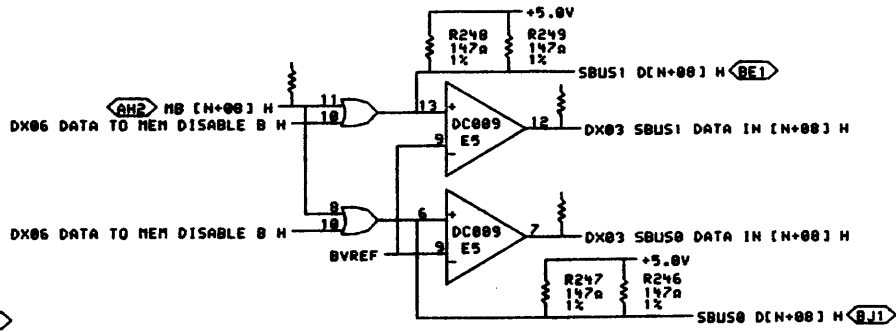 +5.0V
R248 R249
147Ω 147Ω
1% 1%
SBUS1 D[N+08] H BE1
AH2 MB [N+08] H 11
DX06 DATA TO MEM DISABLE B H 10
13 +
DC009
E5
12 DX03 SBUS1 DATA IN [N+08] H
9 −
8
DX06 DATA TO MEM DISABLE B H 10
6 +
DC009
E5
7 DX03 SBUS0 DATA IN [N+08] H
BVREF 9 −
+5.0V
R247 R246
147Ω 147Ω
1% 1%
SBUS0 D[N+08] H BJ1